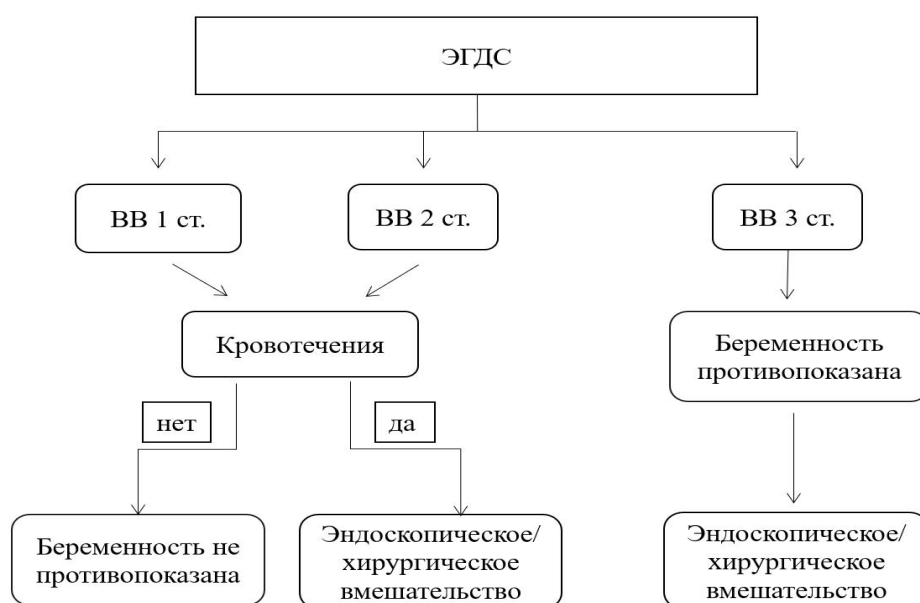 ЭГДС
ВВ 1 ст.
ВВ 2 ст.
ВВ 3 ст.
Кровотечения
Беременность
противопоказана
нет
да
Беременность не
противопоказана
Эндоскопическое/
хирургическое
вмешательство
Эндоскопическое/
хирургическое
вмешательство